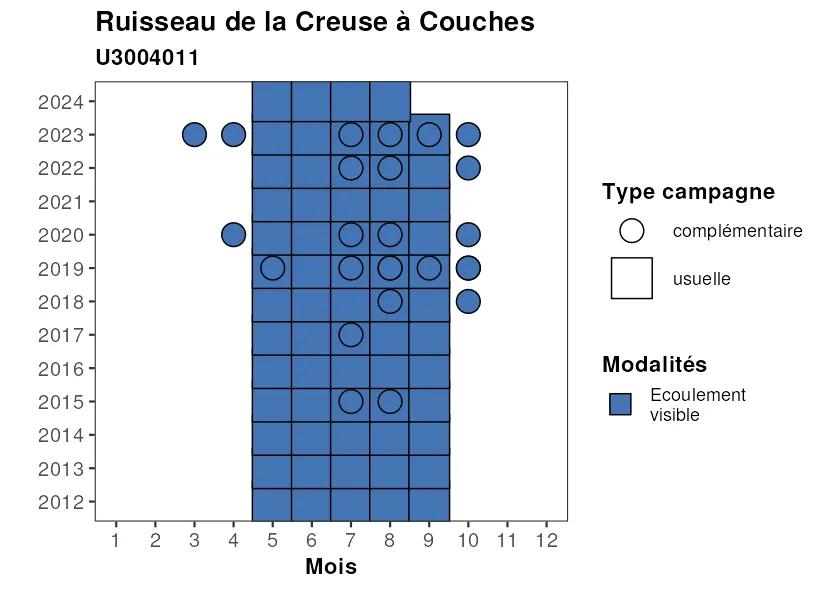 Ruisseau de la Creuse à Couches
U3004011
2024
2023
2022
2021
2020
2019
2018
2017
2016
2015
2014
2013
2012
1 2 3 4 5 6 7 8 9 10 11 12
Mois
Type campagne
complémentaire
usuelle
Modalités
Ecoulement
visible